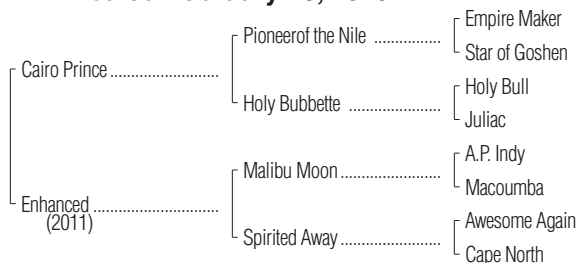 Empire Maker
Pioneerof the Nile
Star of Goshen
Cairo Prince
Holy Bull
Holy Bubbette
Juliac
A.P. Indy
Malibu Moon
Macoumba
Enhanced
(2011)
Awesome Again
Spirited Away
Cape North